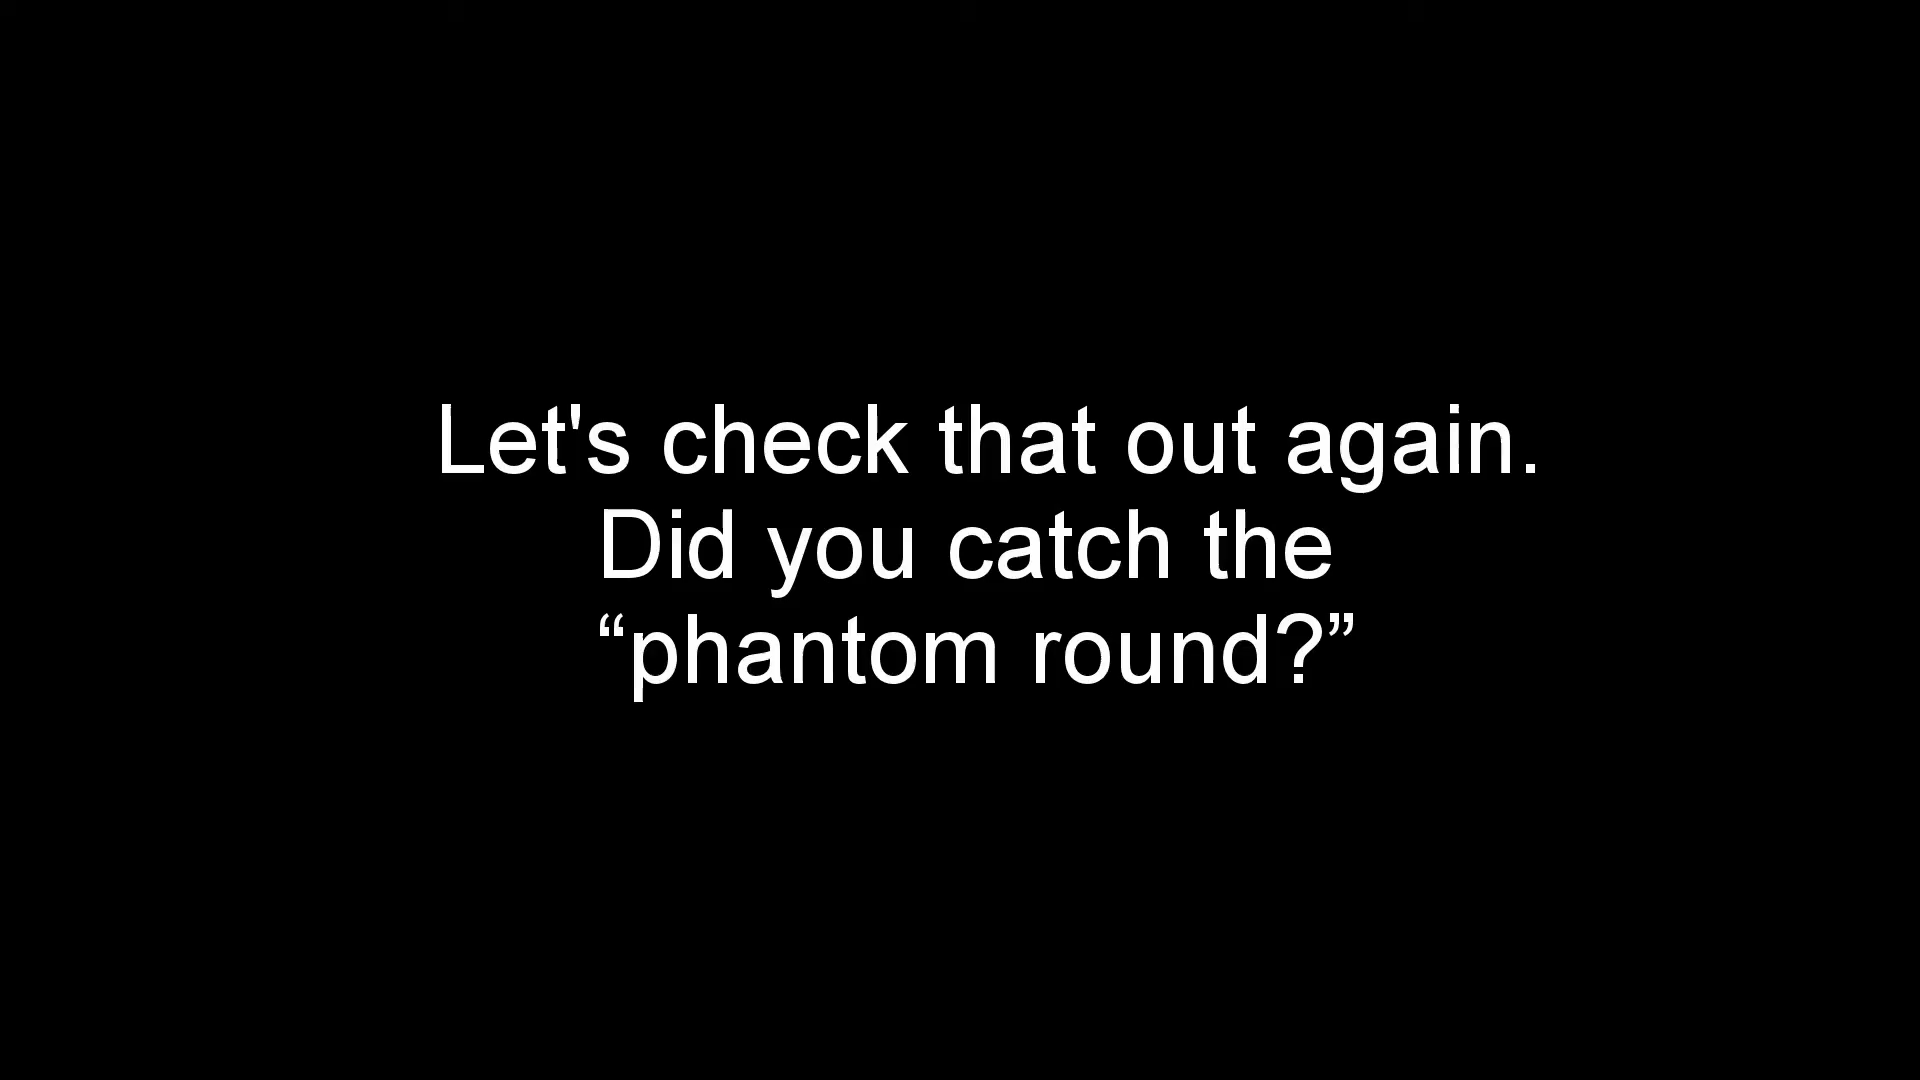 Let's check that out again.
Did you catch the
“phantom round?”